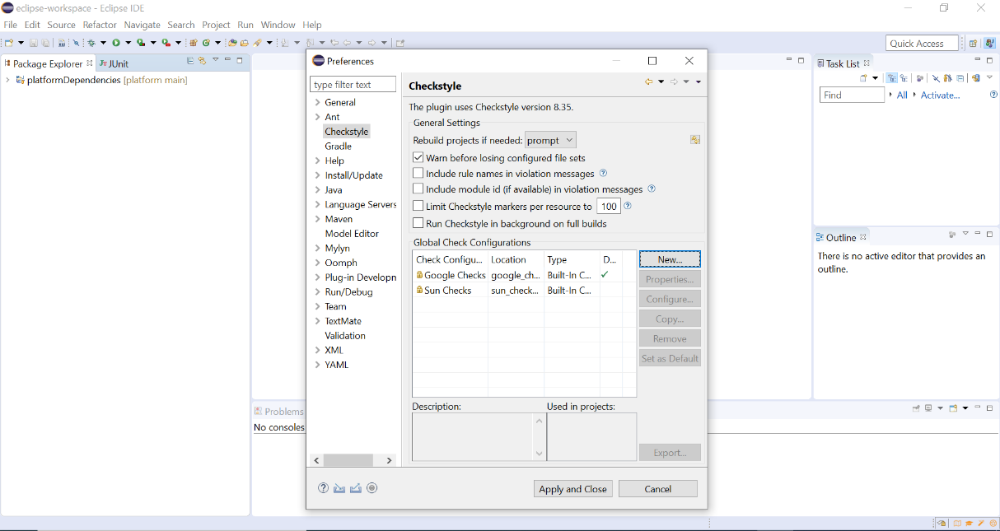 eclipse-workspace - Eclipse IDE
File Edit Source Refactor Navigate Search Project Run Window Help
Quick Access
Package Explorer
JUnit
platformDependencies [platform main]
Preferences
type filter text
General
Ant
Checkstyle
Gradle
Help
Install/Update
Java
Language Servers
Maven
Model Editor
Mylyn
Oomph
Plug-in Developn
Run/Debug
Team
TextMate
Validation
XML
YAML
Checkstyle
The plugin uses Checkstyle version 8.35.
General Settings
Rebuild projects if needed: prompt
Warn before losing configured file sets
Include rule names in violation messages
Include module id (if available) in violation messages
Limit Checkstyle markers per resource to 100
Run Checkstyle in background on full builds
Global Check Configurations
Check Configu... Location Type D...
Google Checks google_ch... Built-In C...
Sun Checks sun_check... Built-In C...
New...
Properties...
Configure...
Copy...
Remove
Set as Default
Description:
Used in projects:
Export...
Apply and Close
Cancel
Task List
Find
All
Activate...
Outline
There is no active editor that provides an
outline.
Problems
No consoles